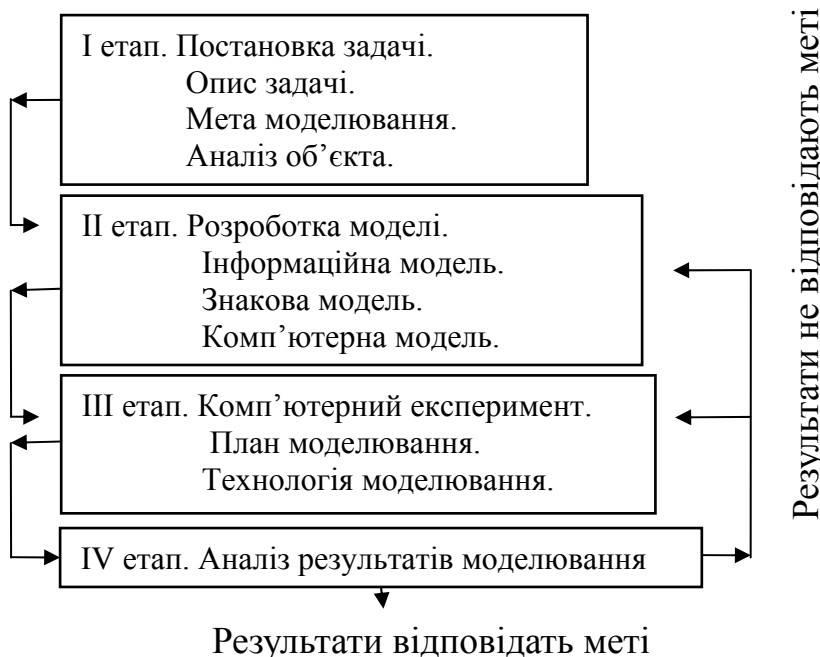 І етап. Постановка задачі.
Опис задачі.
Мета моделювання.
Аналіз об’єкта.
ІІ етап. Розроботка моделі.
Інформаційна модель.
Знакова модель.
Комп’ютерна модель.
ІІІ етап. Комп’ютерний експеримент.
План моделювання.
Технологія моделювання.
IV етап. Аналіз результатів моделювання
Результати відповідать меті
Результати не відповідають меті